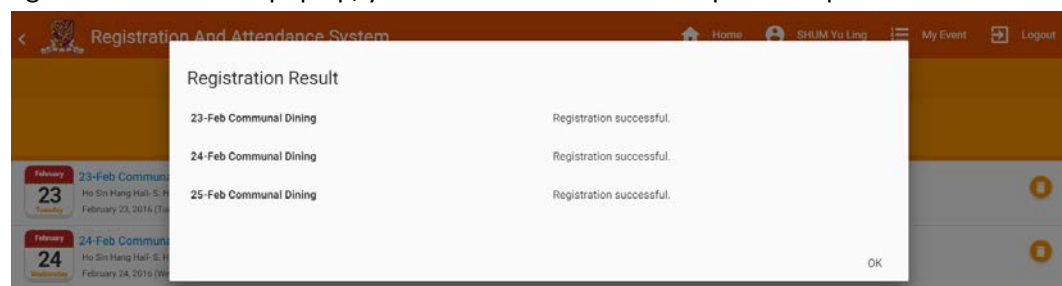 Registration And Attendance System
Home
SHUM Yu Ling
My Event
Logout
Registration Result
23-Feb Communal Dining Registration successful.
24-Feb Communal Dining Registration successful.
25-Feb Communal Dining Registration successful.
OK
February
23
Tuesday
23-Feb Commun
Ho Sin Hang Hall- S. H
February 23, 2016 (Tue
February
24
Wednesday
24-Feb Commun
Ho Sin Hang Hall- S. H
February 24, 2016 (We